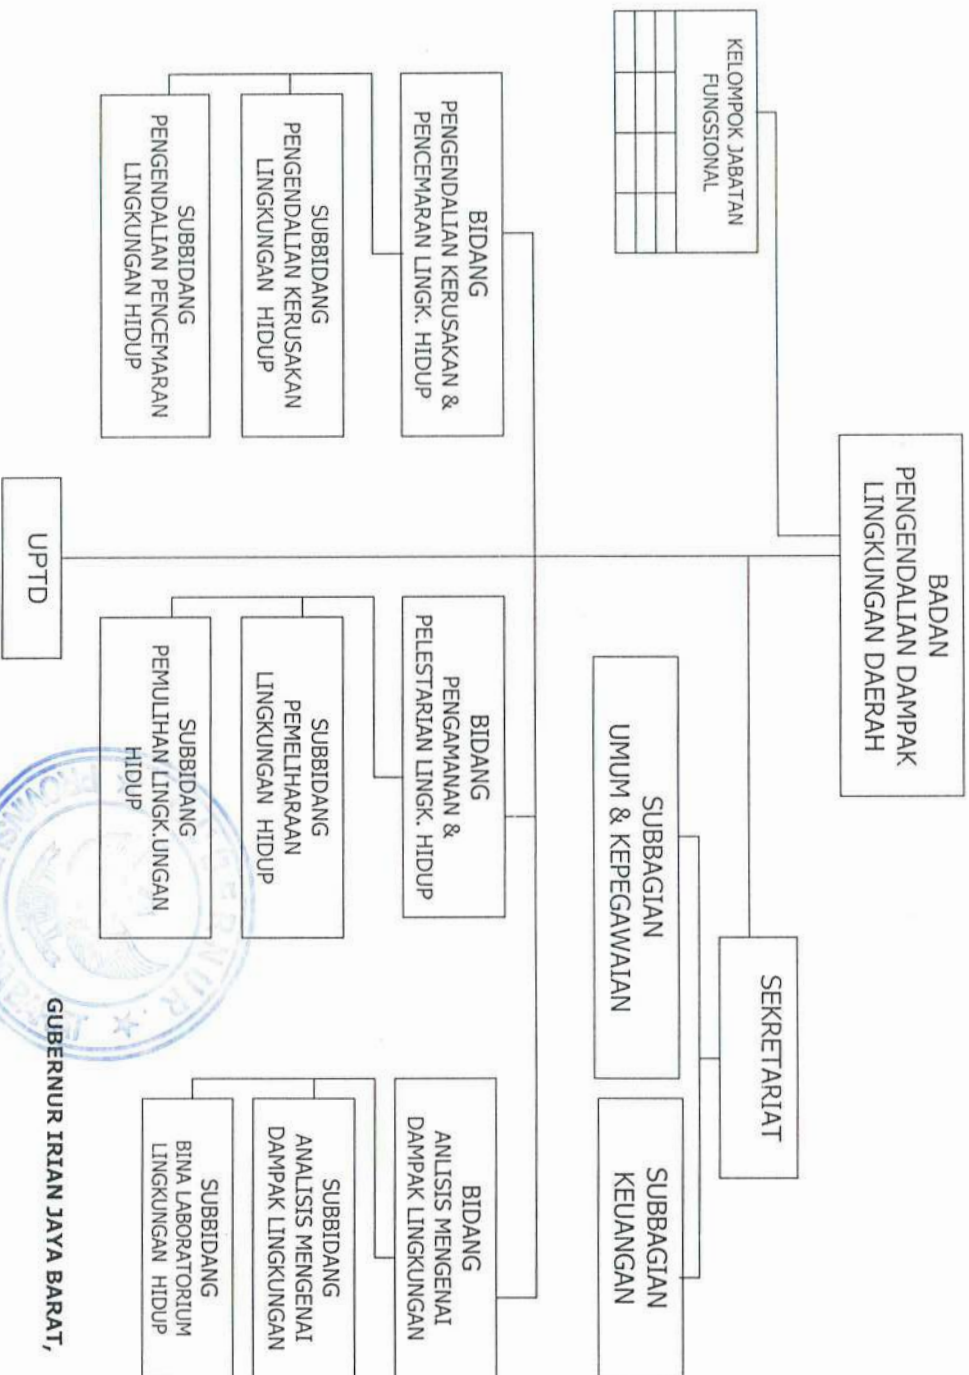 BADAN
PENGENDALIAN DAMPAK
LINGKUNGAN DAERAH
KELOMPOK JABATAN
FUNGSIONAL
SEKRETARIAT
SUBBAGIAN
UMUM & KEPEGAWAIAN
SUBBAGIAN
KEUANGAN
BIDANG
PENGENDALIAN KERUSAKAN &
PENCEMARAN LINGK. HIDUP
BIDANG
PENGAMANAN &
PELESTARIAN LINGK. HIDUP
BIDANG
ANLISIS MENGENAI
DAMPAK LINGKUNGAN
SUBBIDANG
PENGENDALIAN KERUSAKAN
LINGKUNGAN HIDUP
SUBBIDANG
PEMELIHARAAN
LINGKUNGAN HIDUP
SUBBIDANG
ANALISIS MENGENAI
DAMPAK LINGKUNGAN
SUBBIDANG
PENGENDALIAN PENCEMARAN
LINGKUNGAN HIDUP
SUBBIDANG
PEMULIHAN LINGK.UNGAN
HIDUP
SUBBIDANG
BINA LABORATORIUM
LINGKUNGAN HIDUP
UPTD
GUBERNUR IRIAN JAYA BARAT,